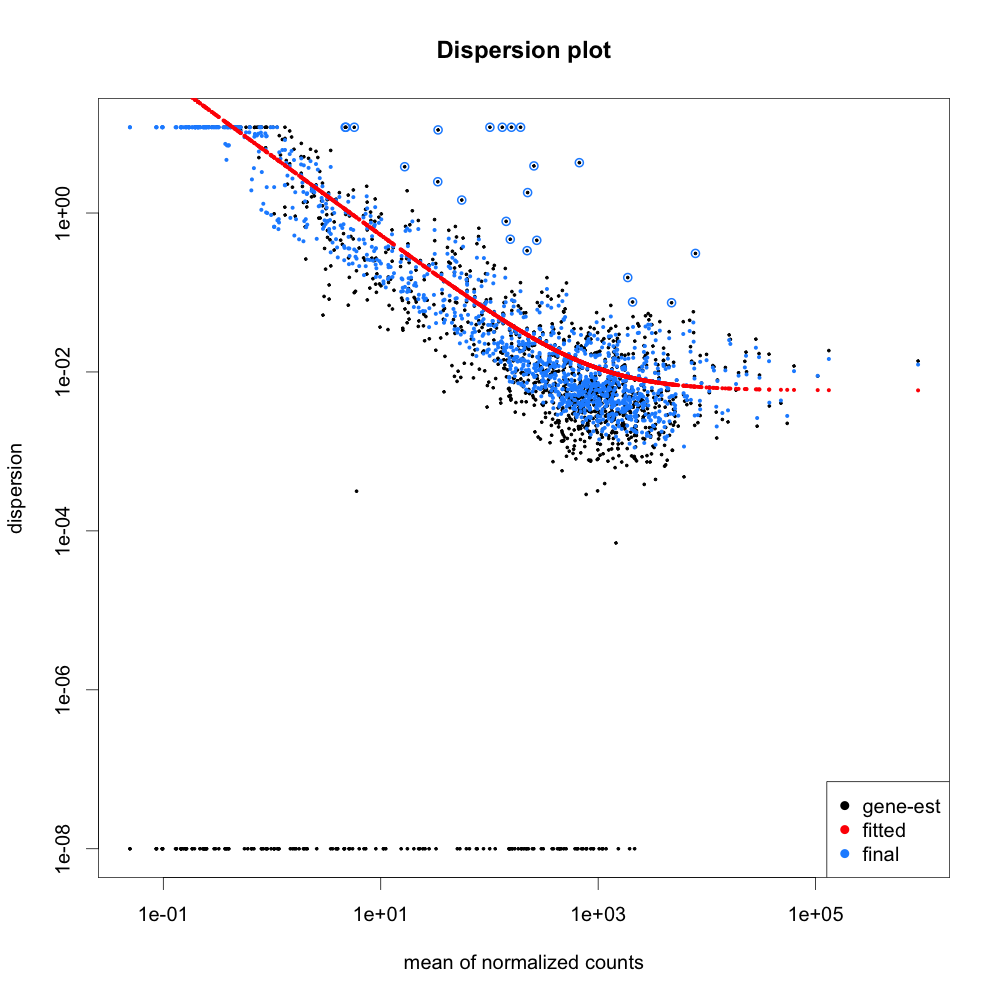 Dispersion plot
dispersion
1e+00
1e-02
1e-04
1e-06
1e-08
gene-est
fitted
final
1e-01
1e+01
1e+03
1e+05
mean of normalized counts